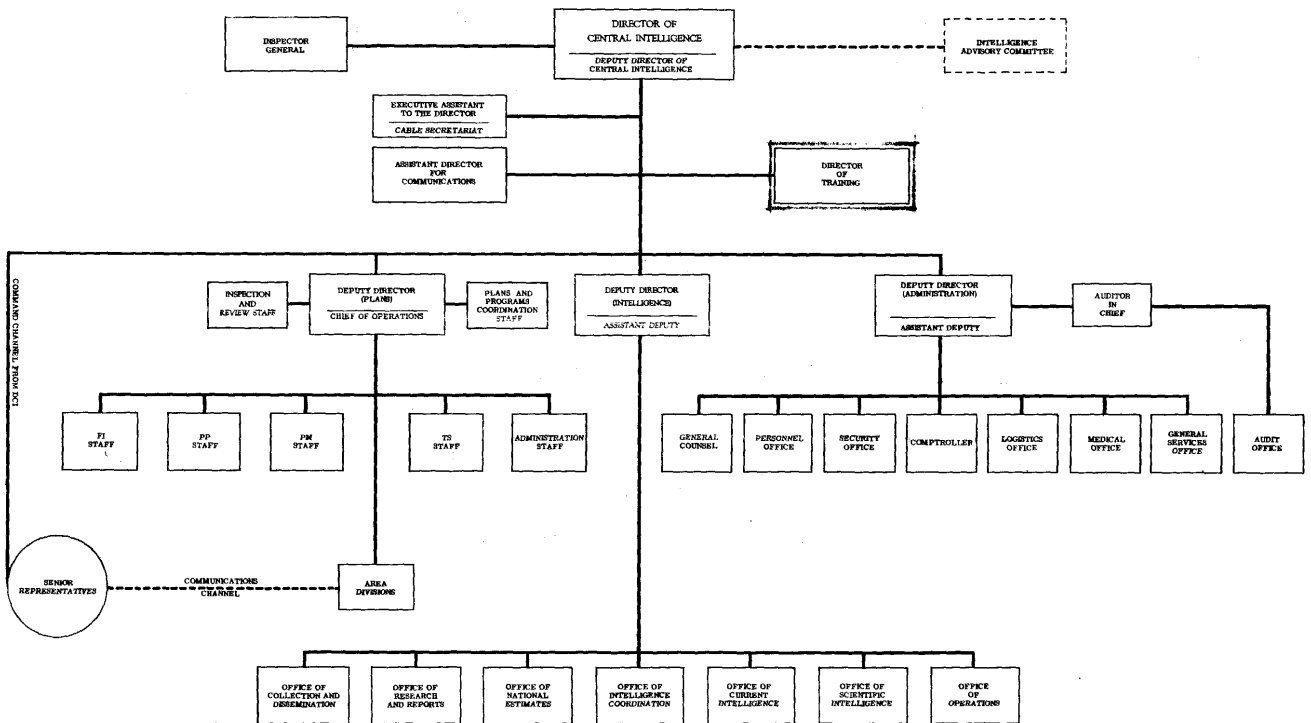 DIRECTOR OF
CENTRAL INTELLIGENCE
DEPUTY DIRECTOR OF
CENTRAL INTELLIGENCE
INSPECTOR
GENERAL
INTELLIGENCE
ADVISORY COMMITTEE
EXECUTIVE ASSISTANT
TO THE DIRECTOR
CABLE SECRETARIAT
ASSISTANT DIRECTOR
FOR
COMMUNICATIONS
DIRECTOR
OF
TRAINING
COMMAND CHANNEL FROM DCI
INSPECTION
AND
REVIEW STAFF
DEPUTY DIRECTOR
(PLANS)
CHIEF OF OPERATIONS
PLANS AND
PROGRAMS
COORDINATION
STAFF
DEPUTY DIRECTOR
(INTELLIGENCE)
ASSISTANT DEPUTY
DEPUTY DIRECTOR
(ADMINISTRATION)
ASSISTANT DEPUTY
AUDITOR
IN
CHIEF
FI
STAFF
PP
STAFF
PM
STAFF
TS
STAFF
ADMINISTRATION
STAFF
GENERAL
COUNSEL
PERSONNEL
OFFICE
SECURITY
OFFICE
COMPTROLLER
LOGISTICS
OFFICE
MEDICAL
OFFICE
GENERAL
SERVICES
OFFICE
AUDIT
OFFICE
SENIOR
REPRESENTATIVES
COMMUNICATIONS
CHANNEL
AREA
DIVISIONS
OFFICE OF
COLLECTION AND
DISSEMINATION
OFFICE OF
RESEARCH
AND REPORTS
OFFICE OF
NATIONAL
ESTIMATES
OFFICE OF
INTELLIGENCE
COORDINATION
OFFICE OF
CURRENT
INTELLIGENCE
OFFICE OF
SCIENTIFIC
INTELLIGENCE
OFFICE
OF
OPERATIONS